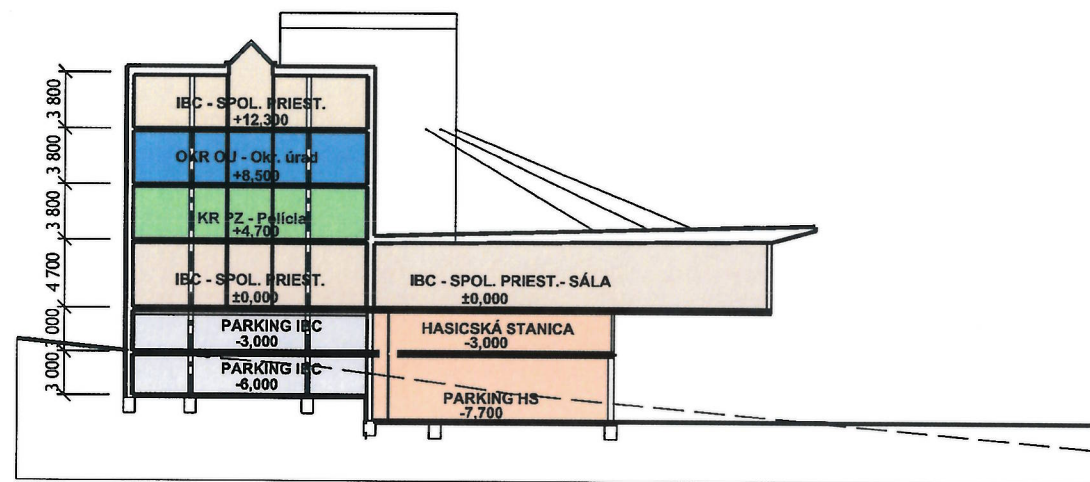 3 800
IBC - SPOL. PRIEST.
+12,300
3 800
OKR OU - Okr. úrad
+8,500
3 800
KR PZ - Polícia
+4,700
4 700
IBC - SPOL. PRIEST.
±0,000
IBC - SPOL. PRIEST.- SÁLA
±0,000
3 000
PARKING IBC
-3,000
HASICSKÁ STANICA
-3,000
3 000
PARKING IBC
-6,000
PARKING HS
-7,700